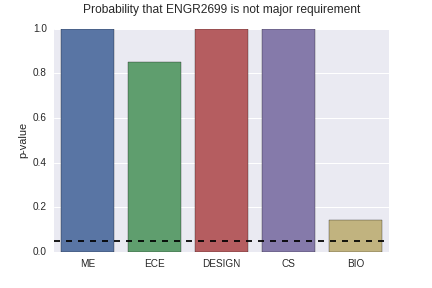 Probability that ENGR2699 is not major requirement
1.0
0.8
0.6
0.4
0.2
0.0
p-value
ME ECE DESIGN CS BIO